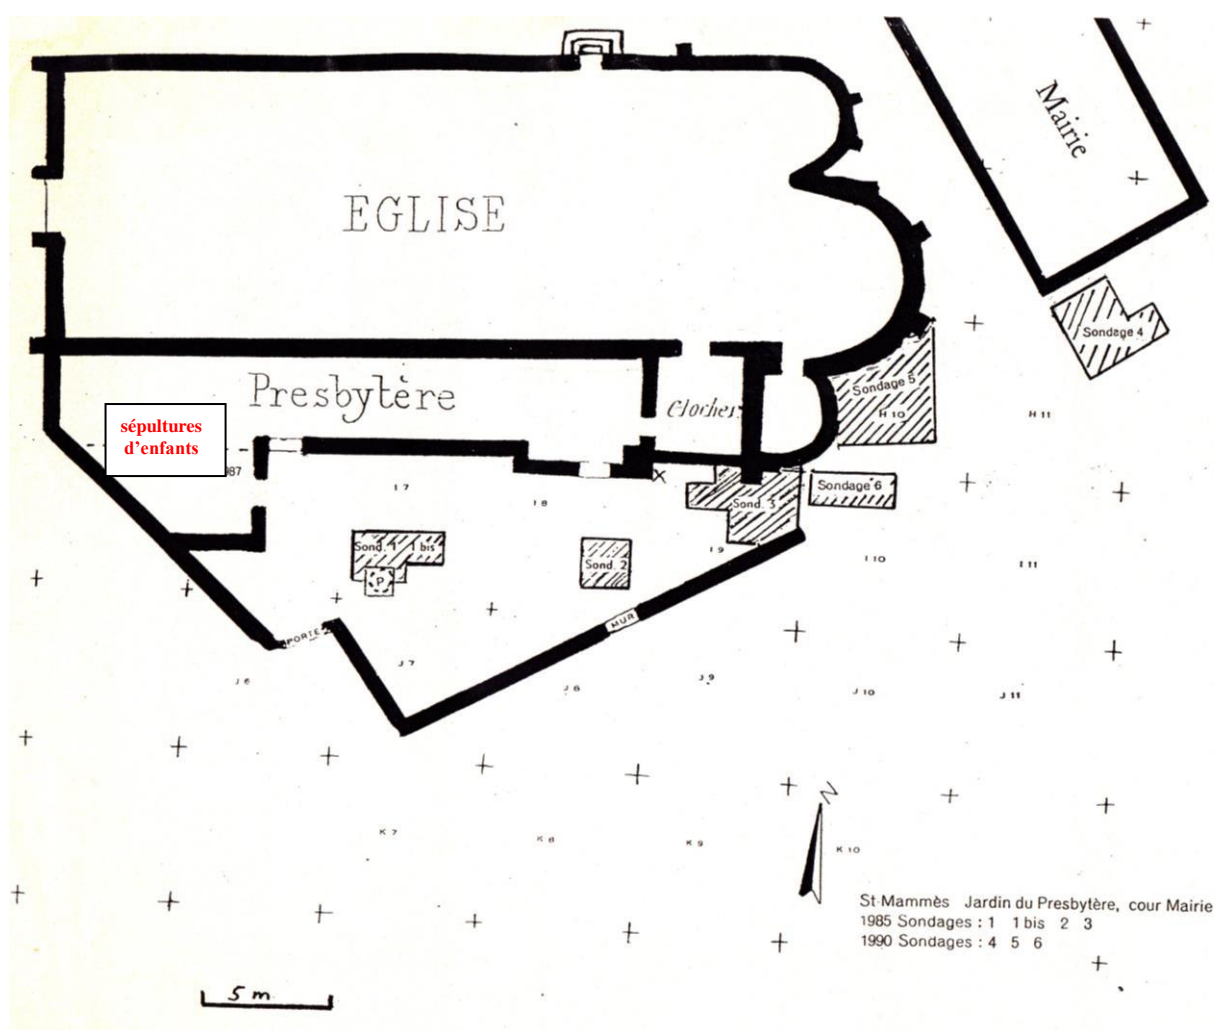 Mairie
EGLISE
Sondage 4
Presbytère
Clocher
Sondage 5
H 10
H 11
sépultures
d’enfants
987
I 7
I 8
Sond. 3
Sondage 6
Sond. 1 1 bis
P
Sond. 2
I 9
I 10
I 11
PORTE
MUR
J 6
J 7
J 8
J 9
J 10
J 11
N
K 7
K 8
K 9
K 10
St-Mammès Jardin du Presbytère, cour Mairie
1985 Sondages : 1 1 bis 2 3
1990 Sondages : 4 5 6
5 m